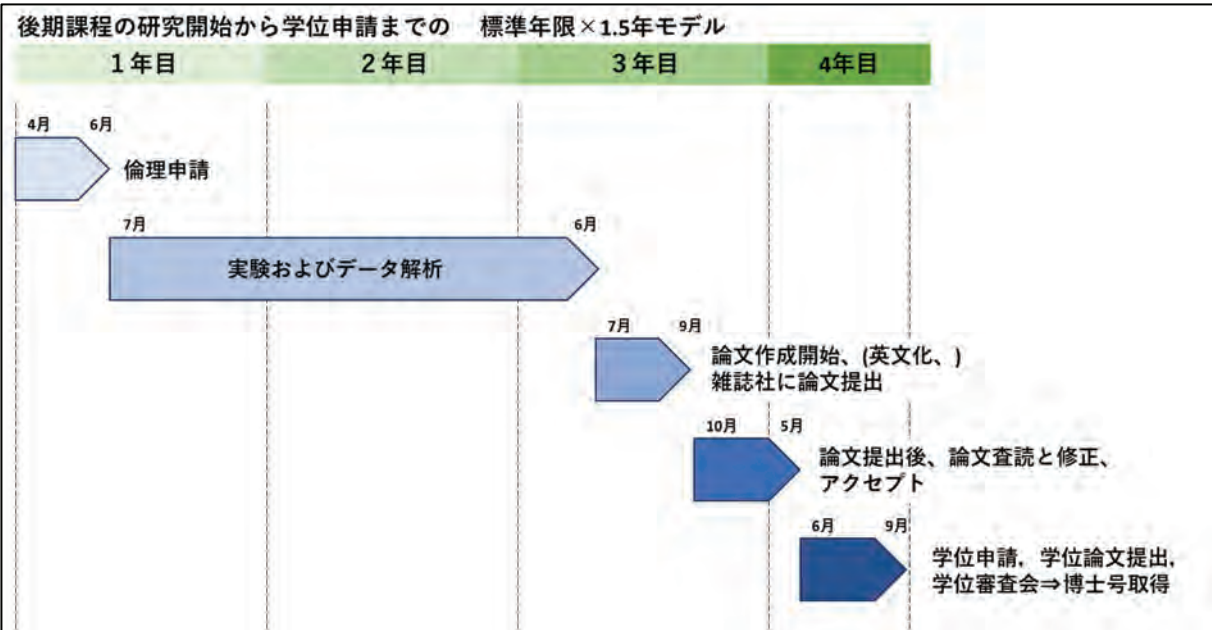 後期課程の研究開始から学位申請までの　標準年限×1.5年モデル
１年目　２年目　３年目　4年目
4月　6月
倫理申請
7月　6月
実験およびデータ解析
7月　9月
論文作成開始、(英文化、)
雑誌社に論文提出
10月　5月
論文提出後、論文査読と修正、
アクセプト
6月　9月
学位申請，学位論文提出，
学位審査会⇒博士号取得